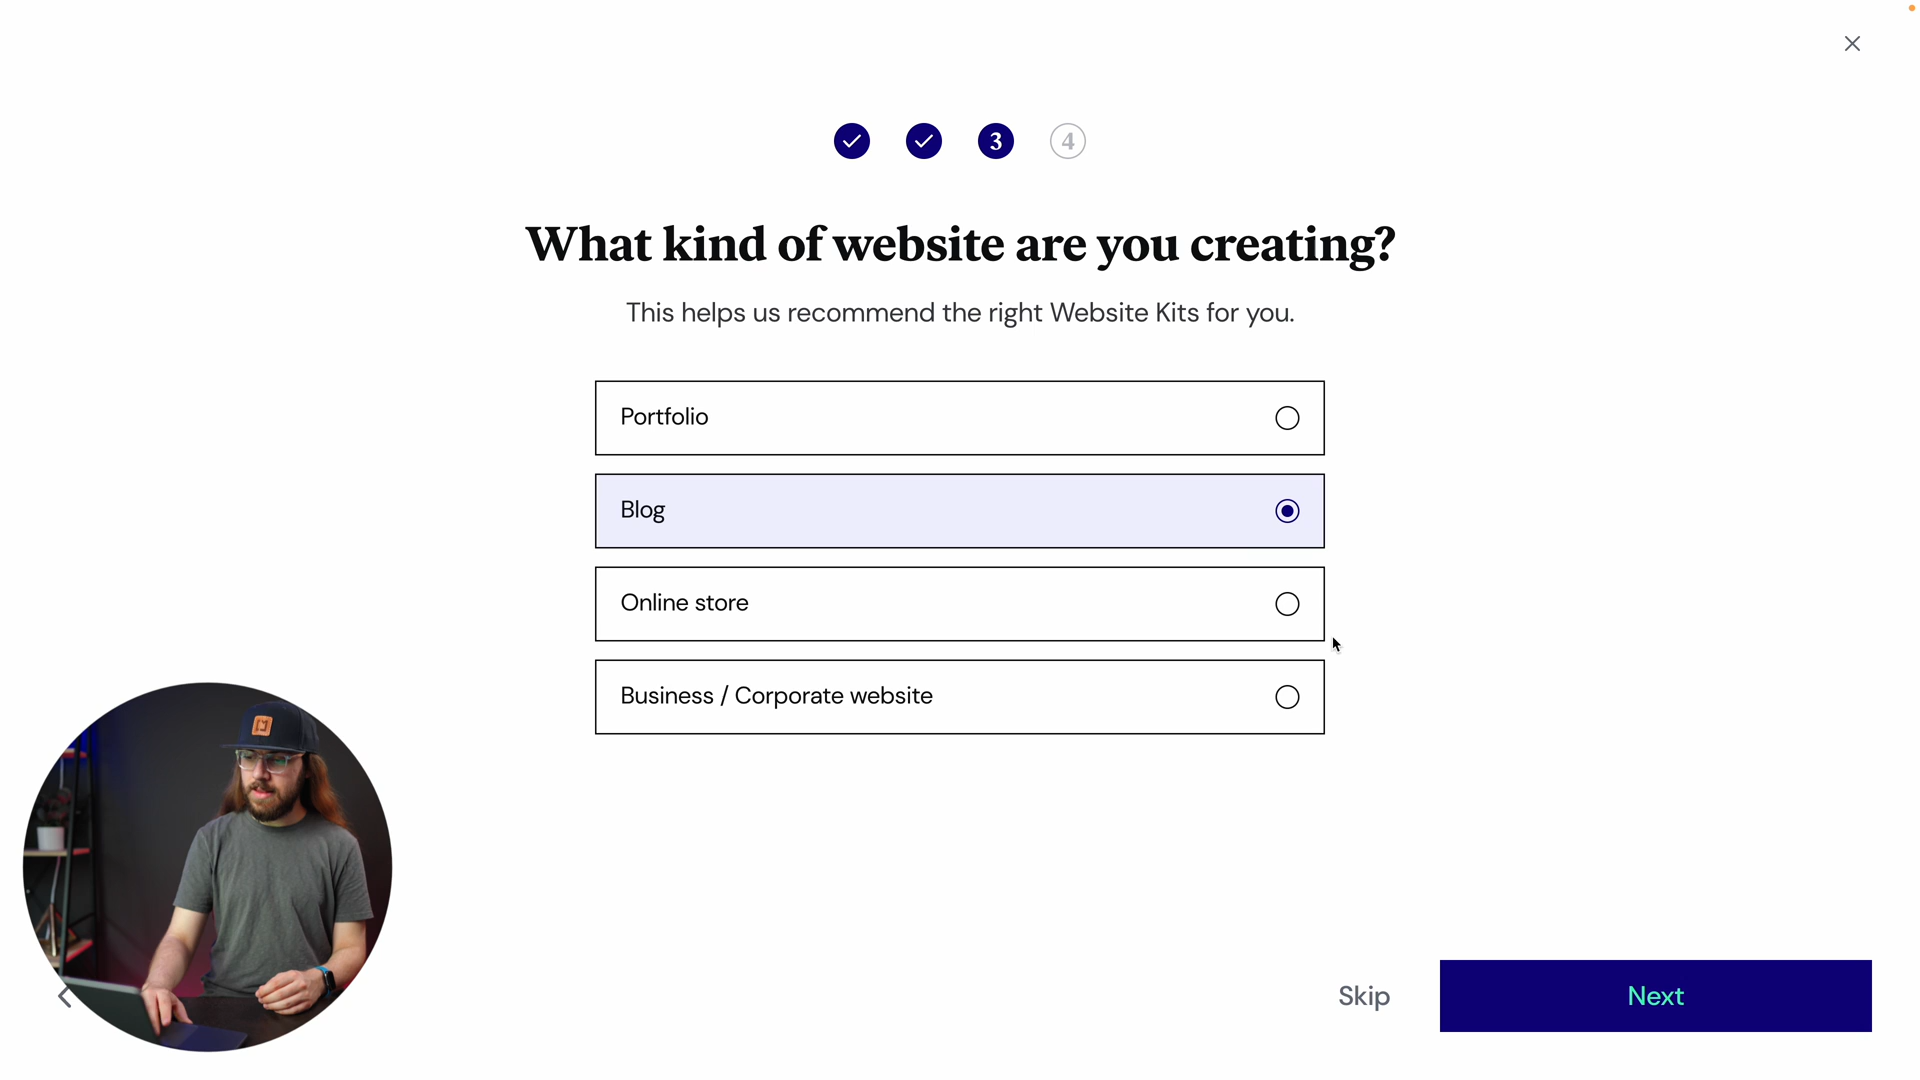 3 4
What kind of website are you creating?
This helps us recommend the right Website Kits for you.
Portfolio
Blog
Online store
Business / Corporate website
Skip Next